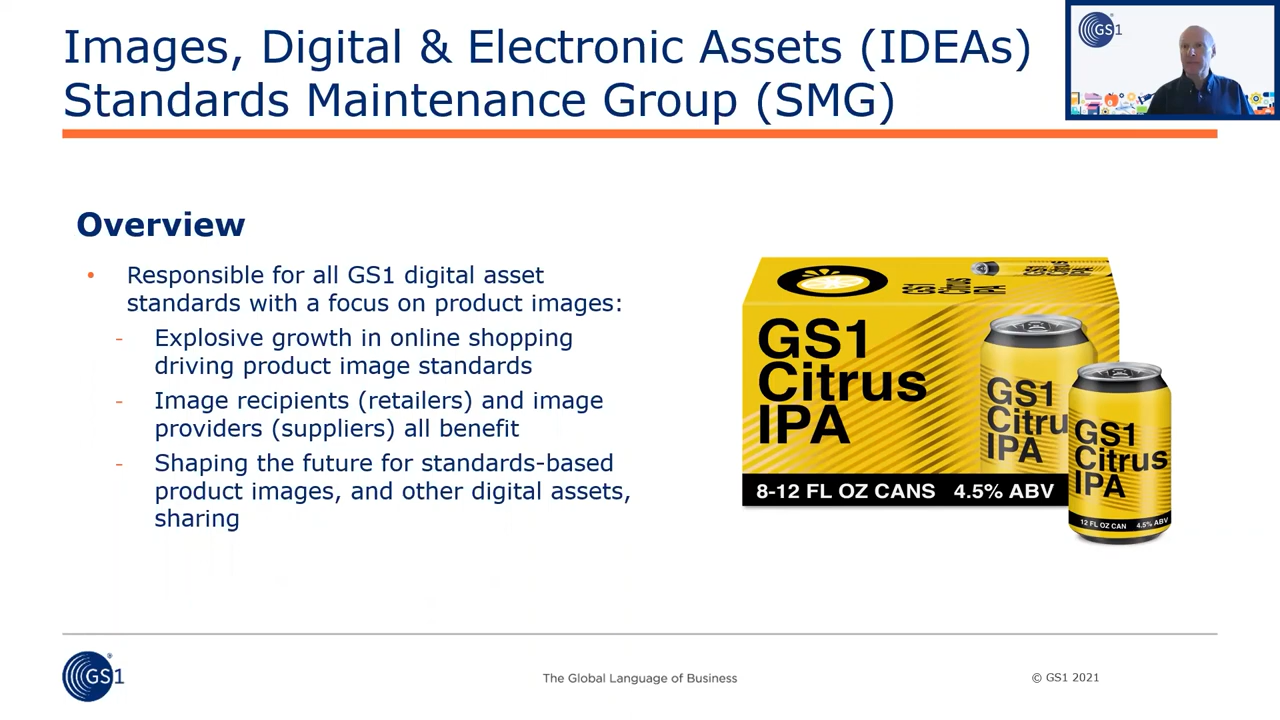 Images, Digital & Electronic Assets (IDEAs)
Standards Maintenance Group (SMG)
GS1
Overview
• Responsible for all GS1 digital asset
standards with a focus on product images:
- Explosive growth in online shopping
driving product image standards
- Image recipients (retailers) and image
providers (suppliers) all benefit
- Shaping the future for standards-based
product images, and other digital assets,
sharing
GS1
Citrus
IPA
GS1
Citrus
IPA
8-12 FL OZ CANS 4.5% ABV
GS1
Citru
IPA
GS1
Citrus
IPA
12 FL OZ CAN 4.5% ABV
GS1
®
The Global Language of Business
© GS1 2021